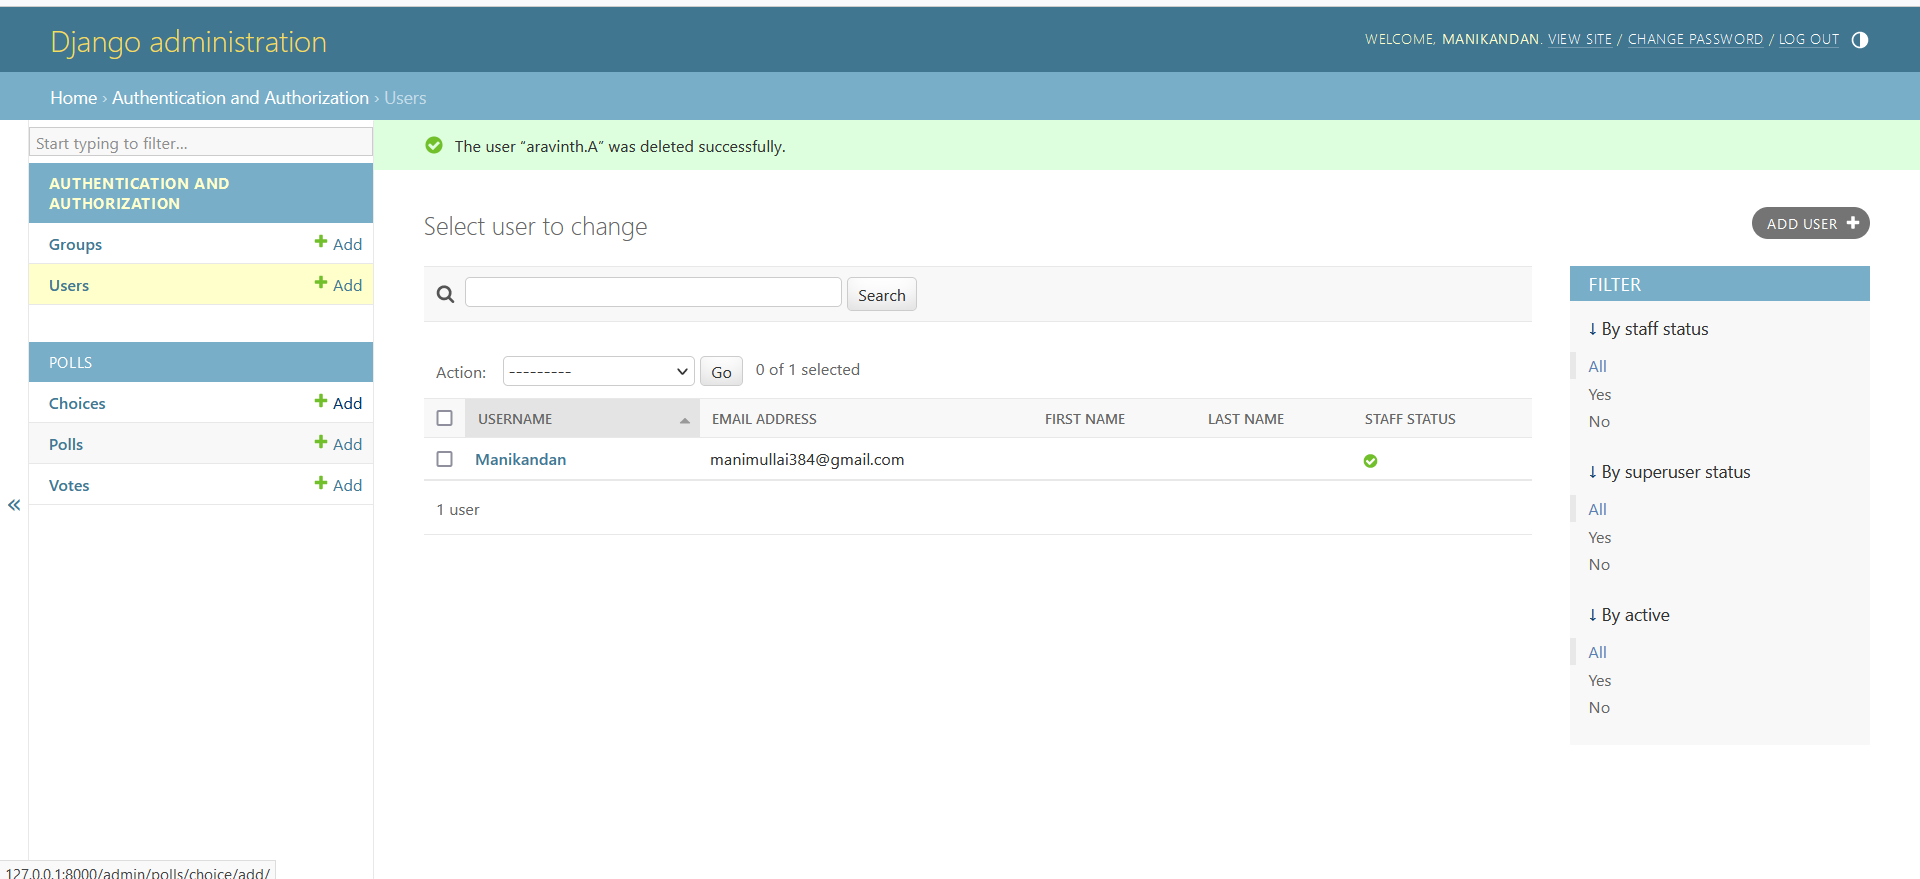 Django administration
WELCOME, MANIKANDAN. VIEW SITE / CHANGE PASSWORD / LOG OUT
Home › Authentication and Authorization › Users
Start typing to filter...
AUTHENTICATION AND
AUTHORIZATION
Groups + Add
Users + Add
POLLS
Choices + Add
Polls + Add
Votes + Add
«
The user “aravinth.A” was deleted successfully.
Select user to change
ADD USER +
Search
Action: --------- Go 0 of 1 selected
USERNAME EMAIL ADDRESS FIRST NAME LAST NAME STAFF STATUS
Manikandan manimullai384@gmail.com
1 user
FILTER
↓ By staff status
All
Yes
No
↓ By superuser status
All
Yes
No
↓ By active
All
Yes
No
127.0.0.1:8000/admin/polls/choice/add/